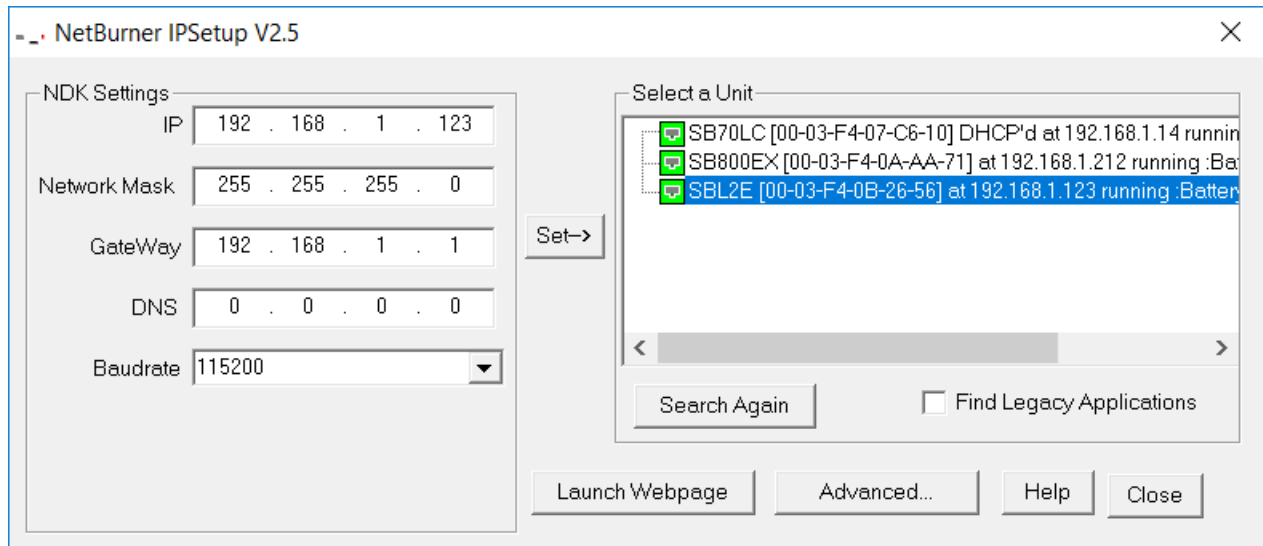 NetBurner IPSetup V2.5
NDK Settings
IP 192 . 168 . 1 . 123
Network Mask 255 . 255 . 255 . 0
GateWay 192 . 168 . 1 . 1
DNS 0 . 0 . 0 . 0
Baudrate 115200
Set->
Select a Unit
SB70LC [00-03-F4-07-C6-10] DHCP'd at 192.168.1.14 runnin
SB800EX [00-03-F4-0A-AA-71] at 192.168.1.212 running :Ba
SBL2E [00-03-F4-0B-26-56] at 192.168.1.123 running :Batter
Search Again
Find Legacy Applications
Launch Webpage
Advanced...
Help
Close